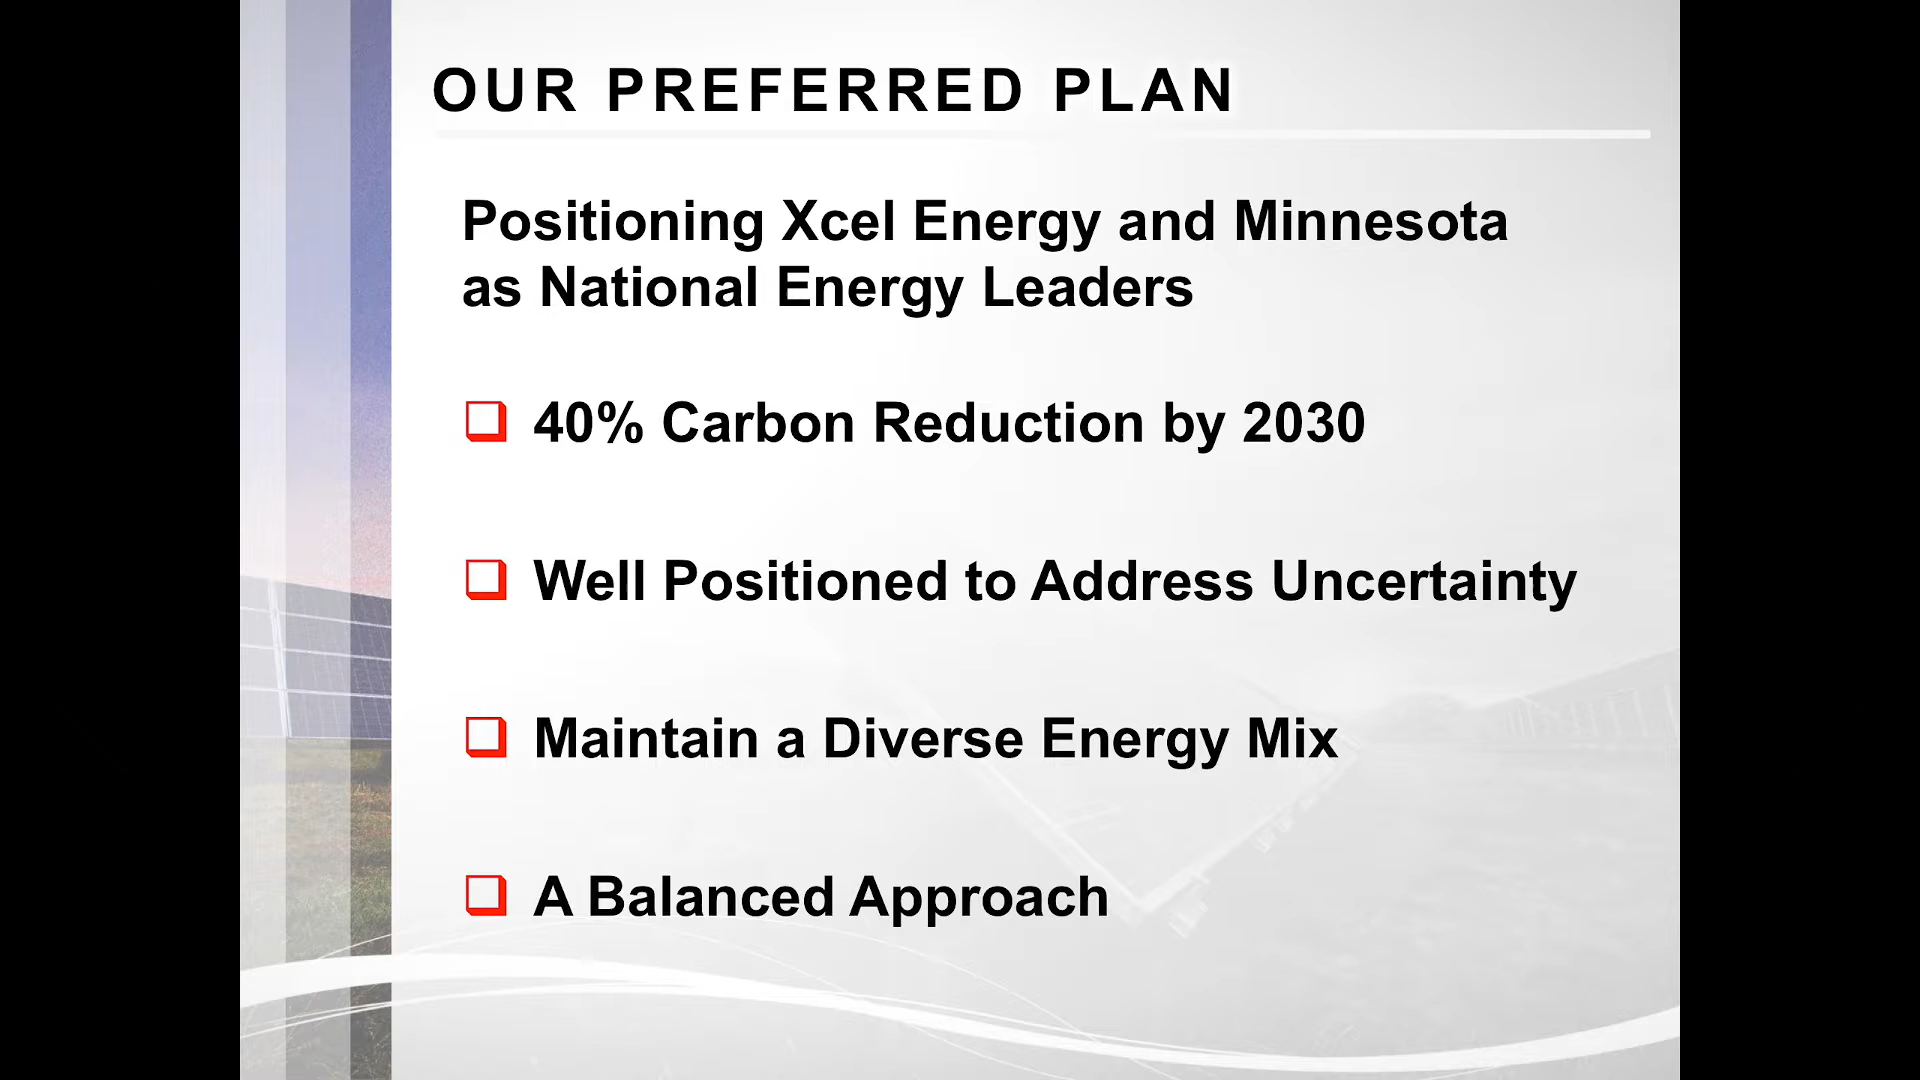 OUR PREFERRED PLAN
Positioning Xcel Energy and Minnesota
as National Energy Leaders
40% Carbon Reduction by 2030
Well Positioned to Address Uncertainty
Maintain a Diverse Energy Mix
A Balanced Approach